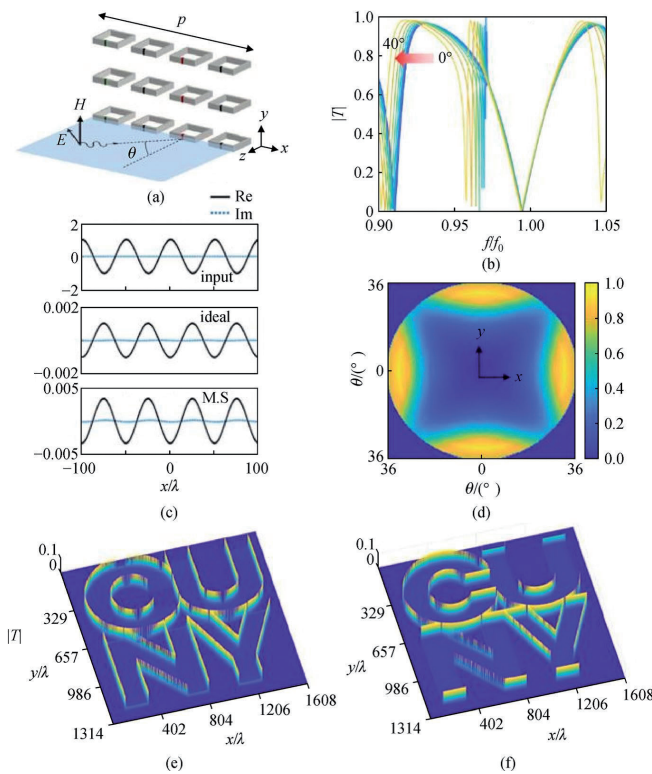 p
H
E
θ
y
z
x
(a)
1.0
0.8
0.6
0.4
0.2
0
|T|
40°
0°
0.90
0.95
1.00
1.05
f/f0
(b)
Re
Im
2
0
−2
input
0.002
−0.002
ideal
0.005
−0.005
M.S
−100
−50
0
50
100
x/λ
(c)
36
0
36
θ/(° )
y
x
36
0
36
θ/(° )
1.0
0.8
0.6
0.4
0.2
0.0
(d)
0.1
0
|T|
329
657
986
1314
y/λ
402
804
1206
1608
x/λ
CU
NY
(e)
0.1
0
329
657
986
1314
y/λ
402
804
1206
1608
x/λ
CU
NY
(f)